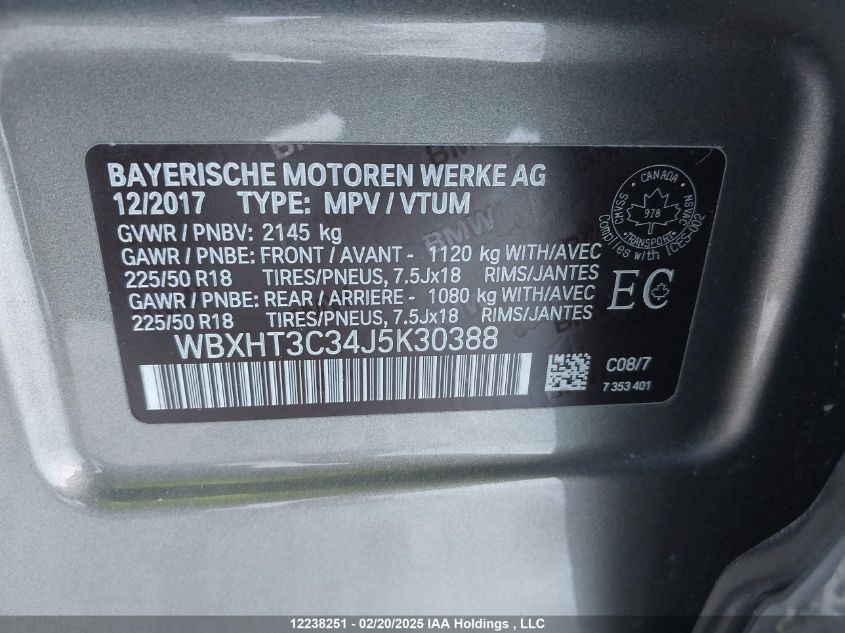 BAYERISCHE MOTOREN WERKE AG
12/2017 TYPE: MPV / VTUM
GVWR / PNBV: 2145 kg
GAWR / PNBE: FRONT / AVANT - 1120 kg WITH/AVEC
225/50 R18 TIRES/PNEUS, 7.5Jx18 RIMS/JANTES
GAWR / PNBE: REAR / ARRIERE - 1080 kg WITH/AVEC
225/50 R18 TIRES/PNEUS, 7.5Jx18 RIMS/JANTES
WBXHT3C34J5K30388
CANADA
CMVSS
NSVAC
978
TRANSPORT
Complies with ICES-002
EC
C08/7
7 353 401
BMW
12238251 - 02/20/2025 IAA Holdings , LLC